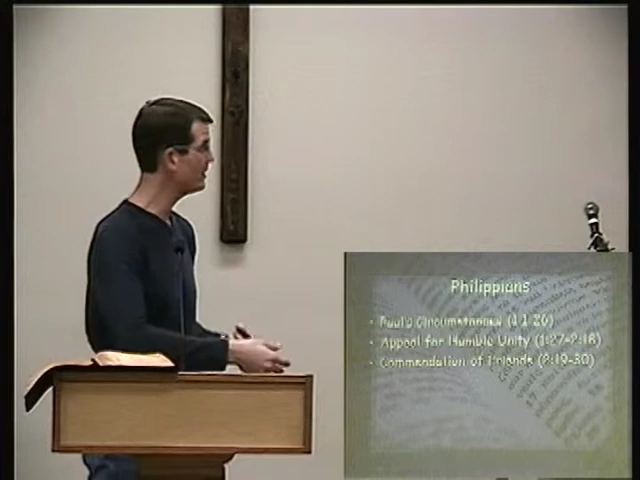 Philippians
• Paul's Circumstances (1:1-26)
• Appeal for Humble Unity (1:27-2:18)
• Commendation of Friends (2:19-30)